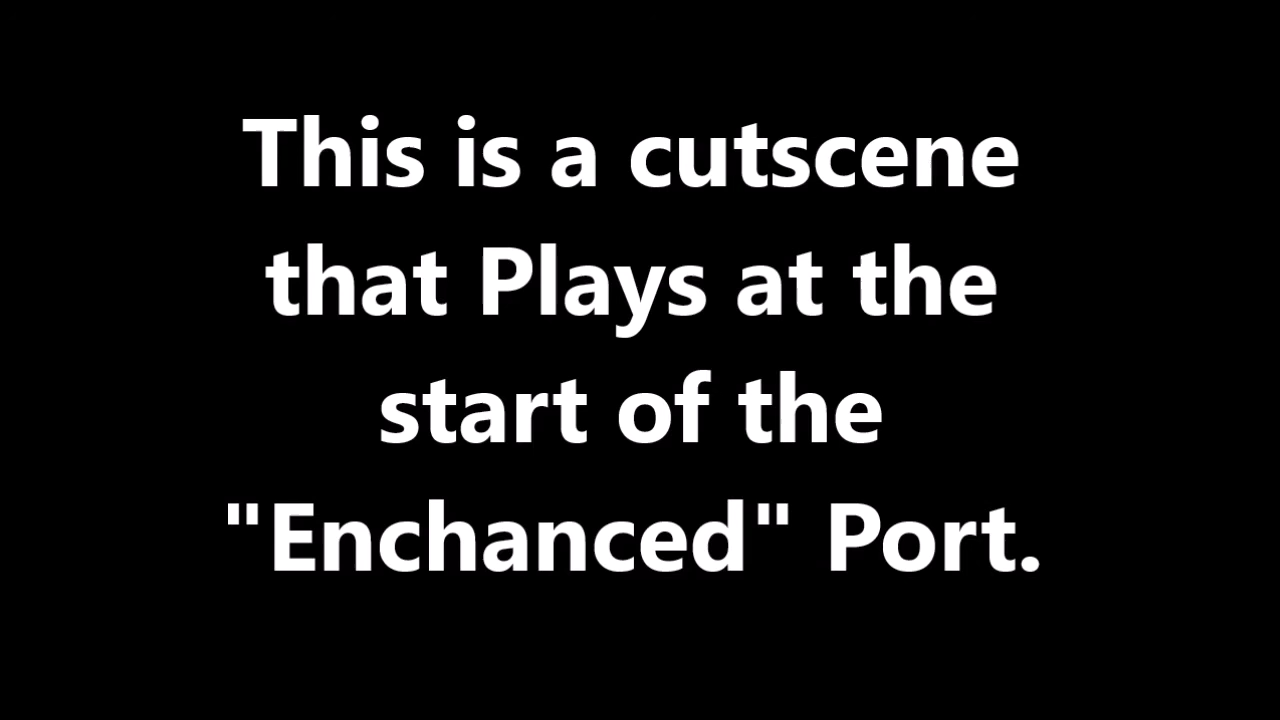 This is a cutscene
that Plays at the
start of the
"Enchanced" Port.